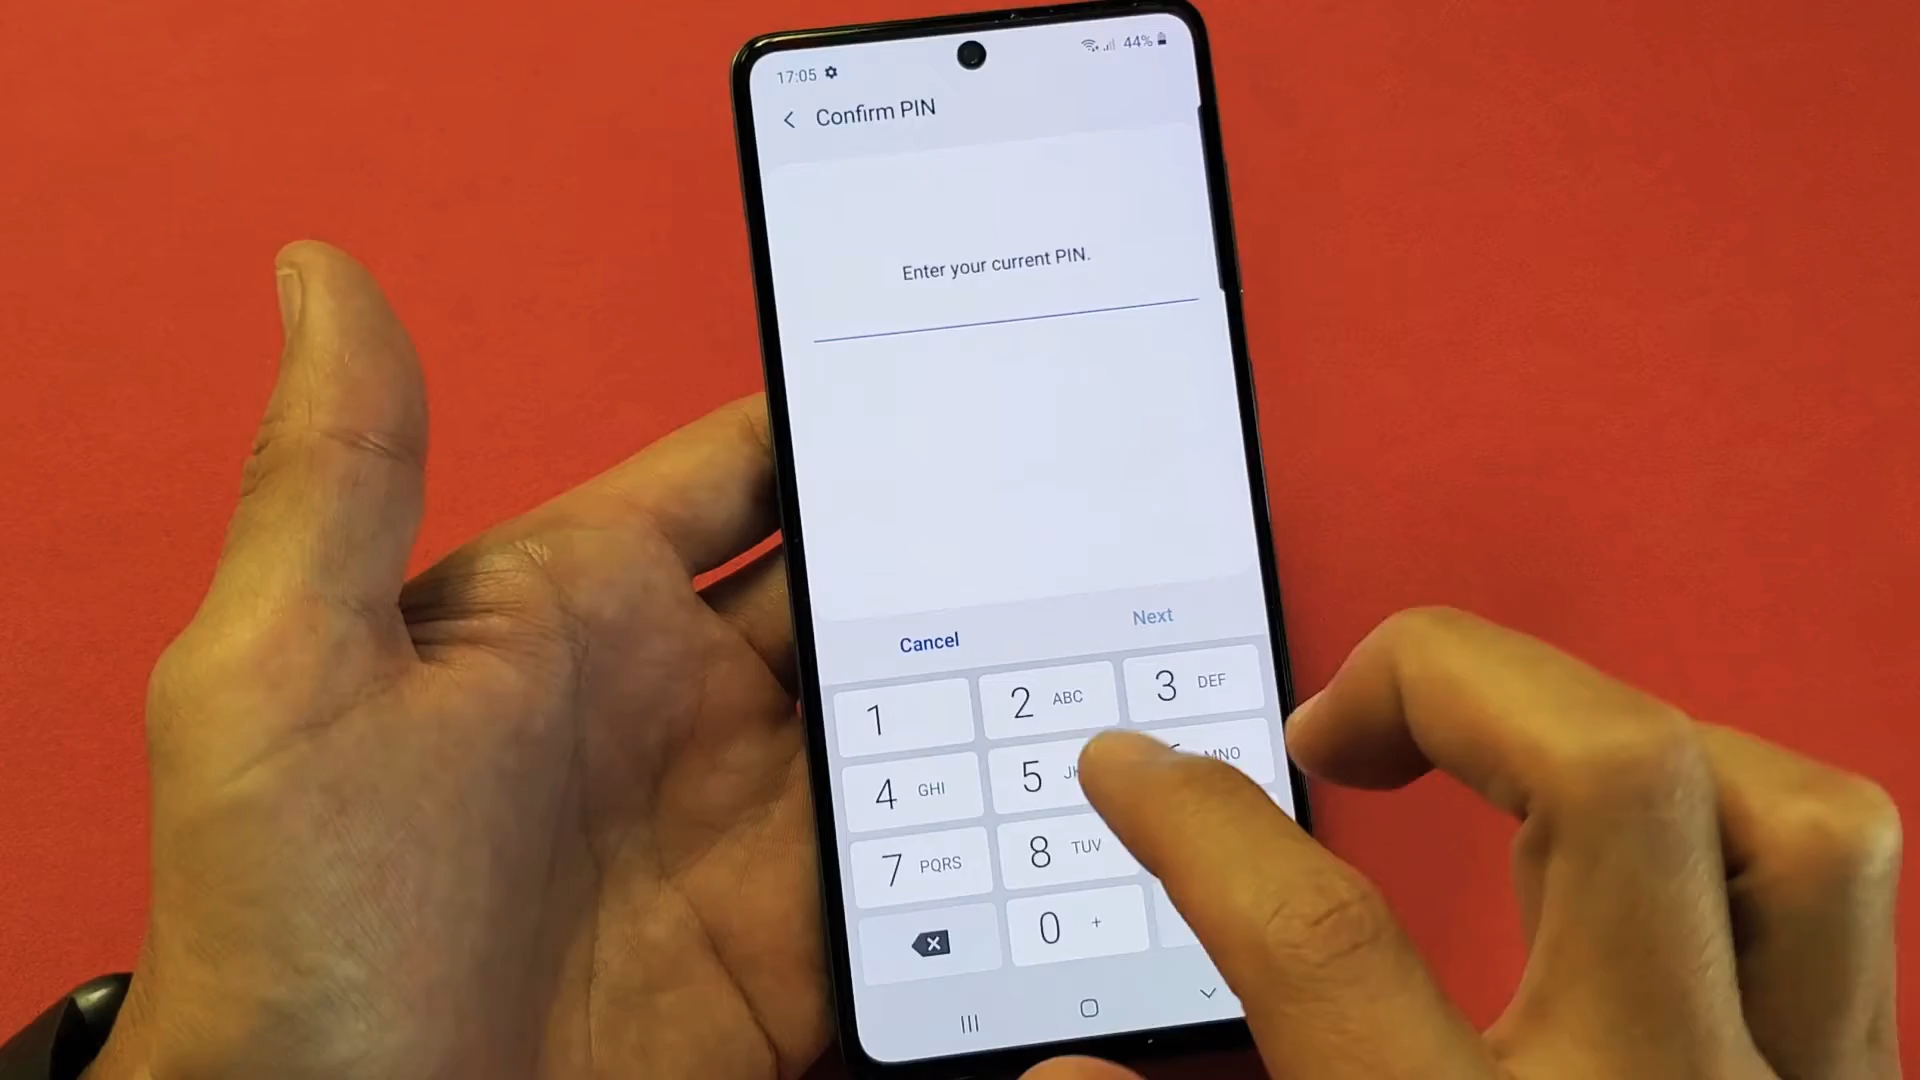 17:05 44%
Confirm PIN
Enter your current PIN.
Cancel Next
1 2 ABC 3 DEF
4 GHI 5 MNO
7 PQRS 8 TUV
0 +